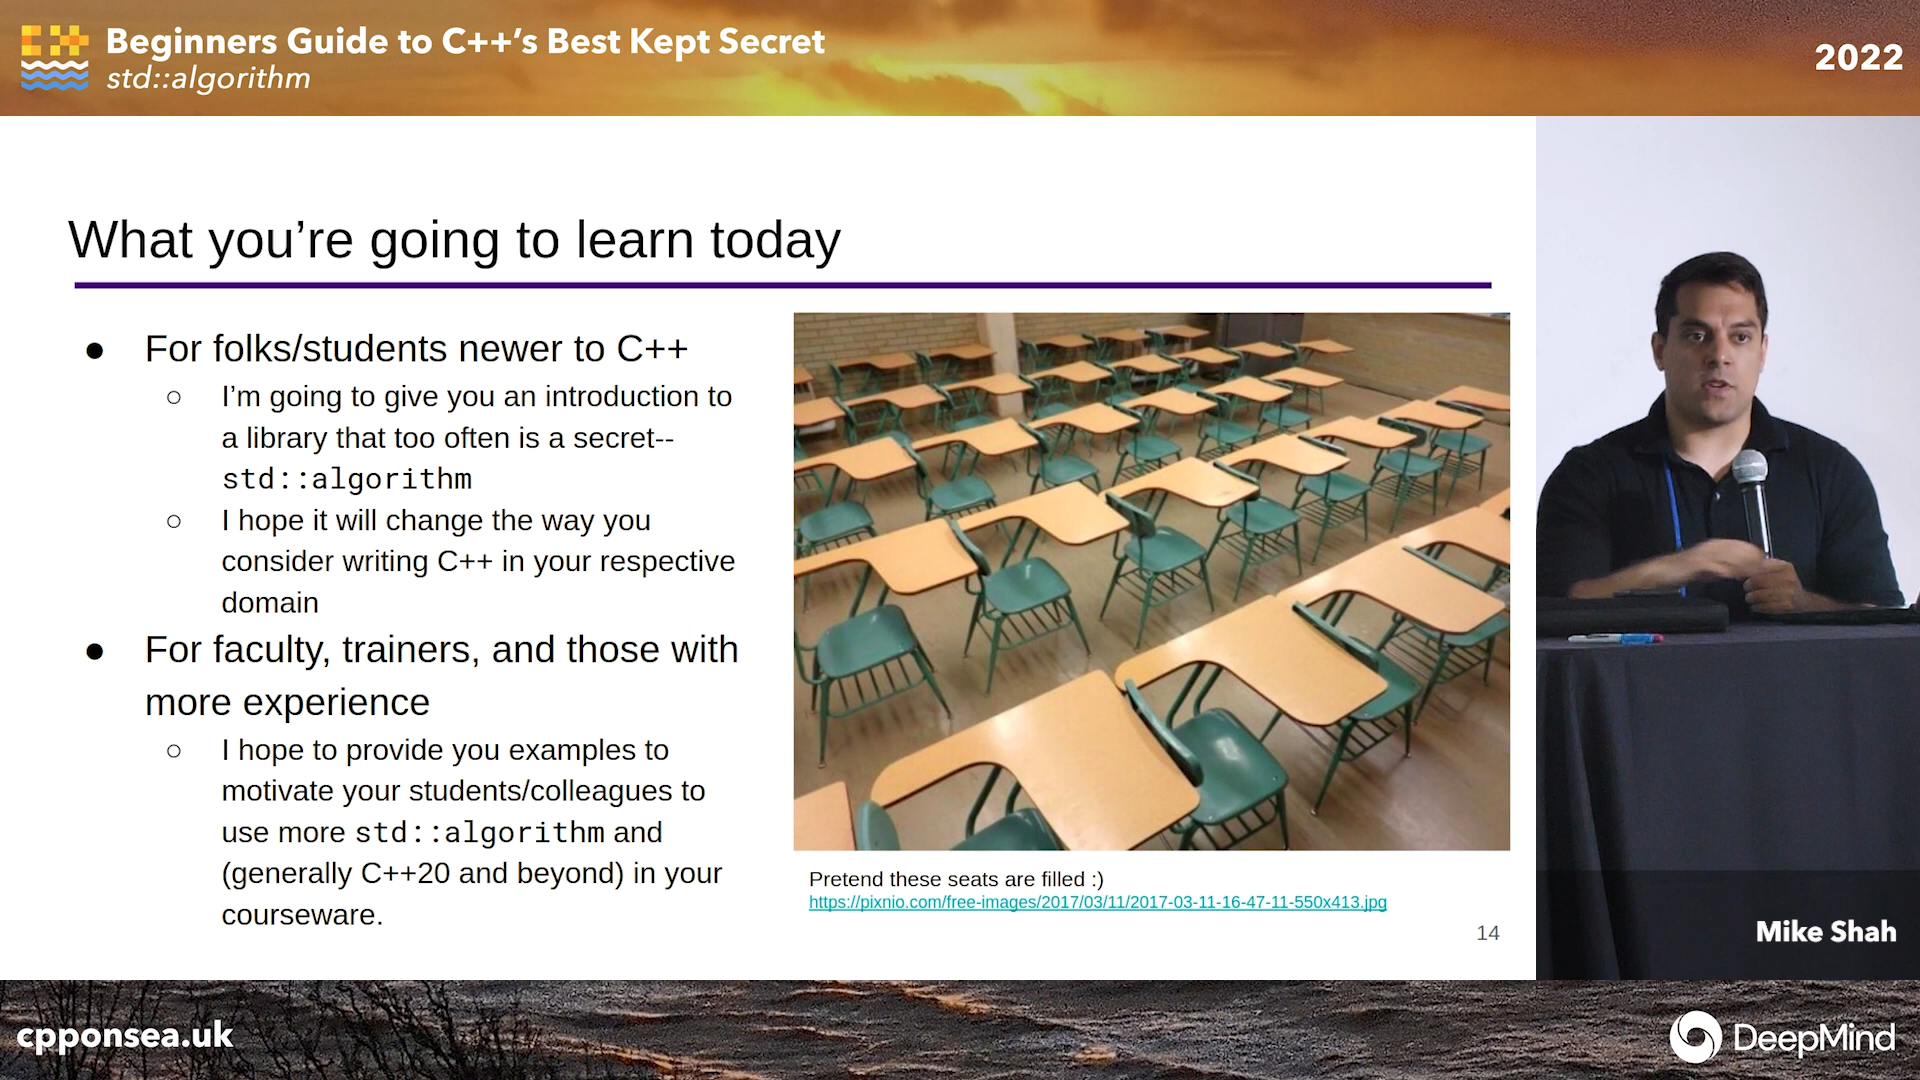 Beginners Guide to C++’s Best Kept Secret
std::algorithm
2022
What you’re going to learn today
● For folks/students newer to C++
○ I’m going to give you an introduction to
a library that too often is a secret--
std::algorithm
○ I hope it will change the way you
consider writing C++ in your respective
domain
● For faculty, trainers, and those with
more experience
○ I hope to provide you examples to
motivate your students/colleagues to
use more std::algorithm and
(generally C++20 and beyond) in your
courseware.
Pretend these seats are filled :)
https://pixnio.com/free-images/2017/03/11/2017-03-11-16-47-11-550x413.jpg
14
Mike Shah
cpponsea.uk
DeepMind